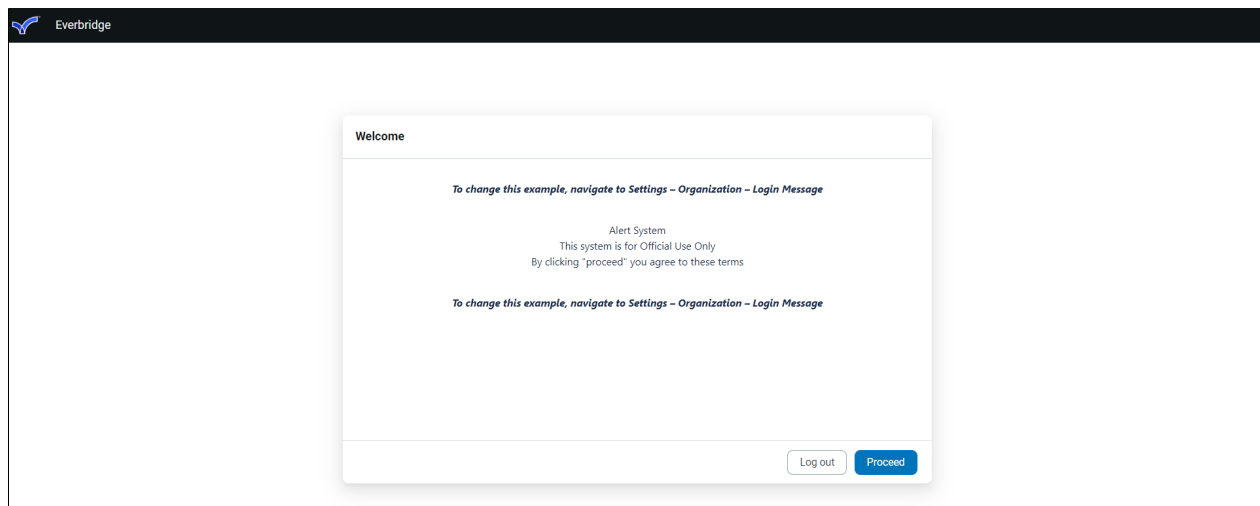 Everbridge
Welcome
To change this example, navigate to Settings – Organization – Login Message
Alert System
This system is for Official Use Only
By clicking "proceed" you agree to these terms
To change this example, navigate to Settings – Organization – Login Message
Log out
Proceed